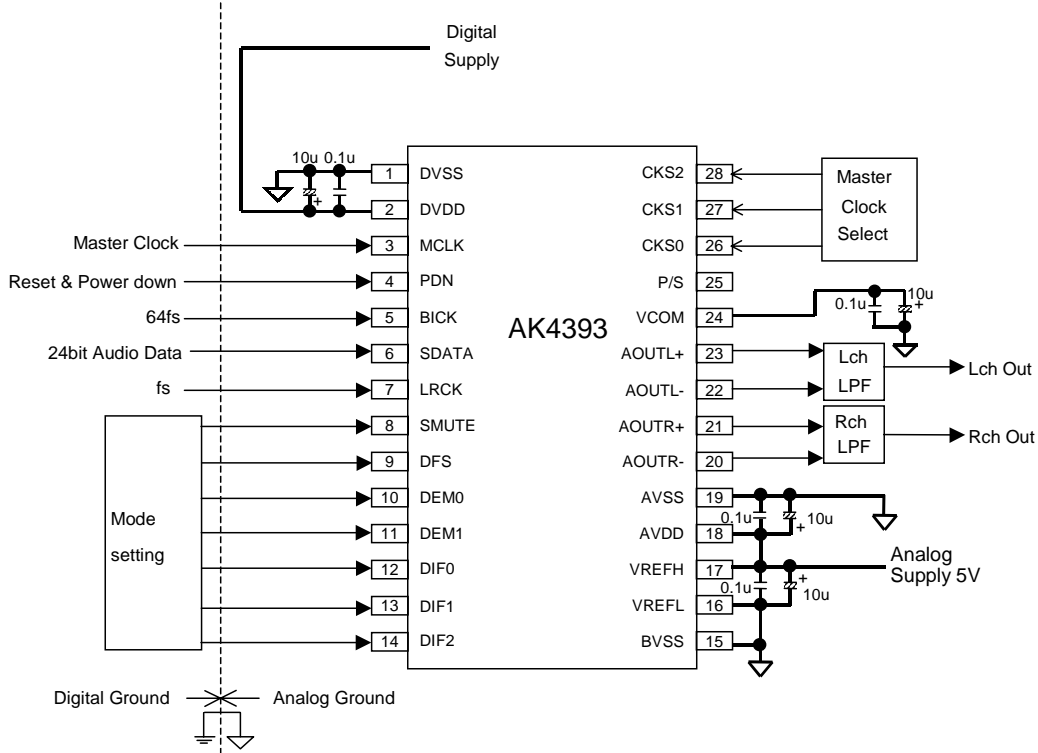 Digital
Supply
10u 0.1u
1 DVSS
2 DVDD
Master Clock 3 MCLK
Reset & Power down 4 PDN
64fs 5 BICK
24bit Audio Data 6 SDATA
fs 7 LRCK
8 SMUTE
9 DFS
10 DEM0
11 DEM1
12 DIF0
13 DIF1
14 DIF2
Mode
setting
AK4393
CKS2 28
CKS1 27
CKS0 26
P/S 25
VCOM 24
AOUTL+ 23
AOUTL- 22
AOUTR+ 21
AOUTR- 20
AVSS 19
AVDD 18
VREFH 17
VREFL 16
BVSS 15
Master
Clock
Select
0.1u 10u
Lch
LPF
Lch Out
Rch
LPF
Rch Out
0.1u 10u
Analog
Supply 5V
0.1u 10u
Digital Ground Analog Ground
+
+
+
+